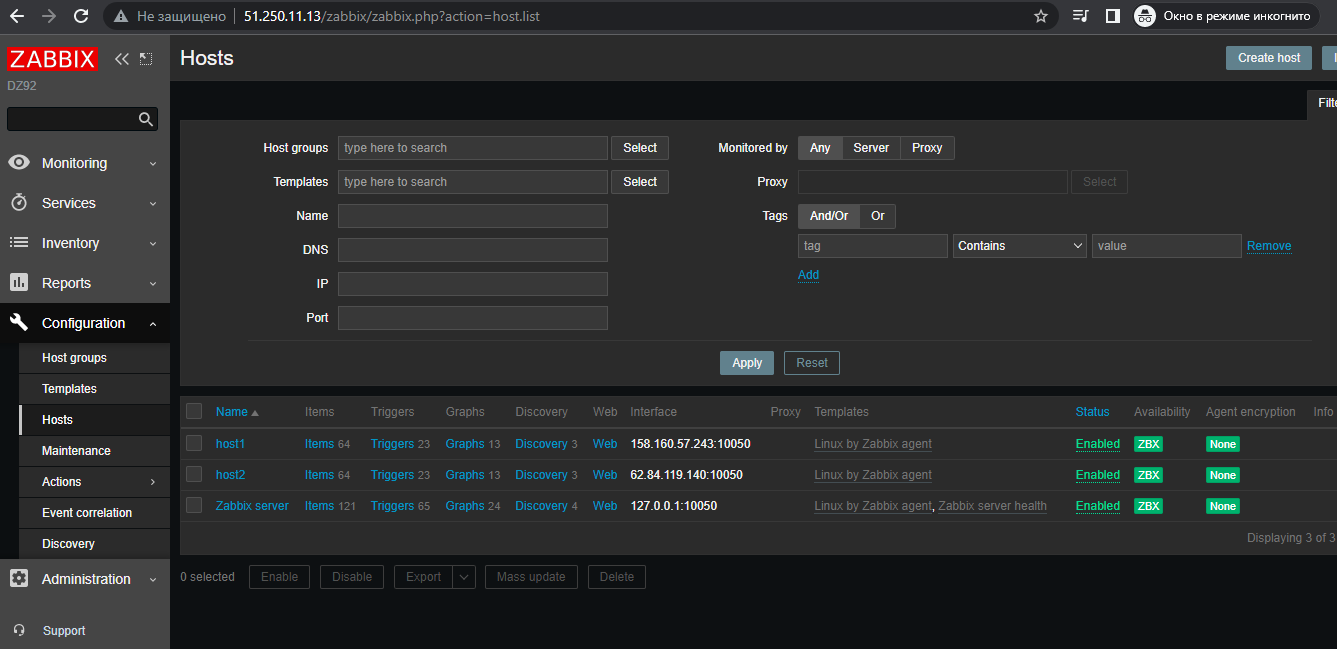 Не защищено 51.250.11.13/zabbix/zabbix.php?action=host.list Окно в режиме инкогнито
ZABBIX
DZ92
Monitoring
Services
Inventory
Reports
Configuration
Host groups
Templates
Hosts
Maintenance
Actions
Event correlation
Discovery
Administration
Support
Hosts Create host
Host groups type here to search Select
Templates type here to search Select
Name
DNS
IP
Port
Monitored by Any Server Proxy
Proxy Select
Tags And/Or Or
tag Contains value Remove
Add
Apply Reset
Name Items Triggers Graphs Discovery Web Interface Proxy Templates Status Availability Agent encryption Info
host1 Items 64 Triggers 23 Graphs 13 Discovery 3 Web 158.160.57.243:10050 Linux by Zabbix agent Enabled ZBX None
host2 Items 64 Triggers 23 Graphs 13 Discovery 3 Web 62.84.119.140:10050 Linux by Zabbix agent Enabled ZBX None
Zabbix server Items 121 Triggers 65 Graphs 24 Discovery 4 Web 127.0.0.1:10050 Linux by Zabbix agent, Zabbix server health Enabled ZBX None
Displaying 3 of 3
0 selected Enable Disable Export Mass update Delete